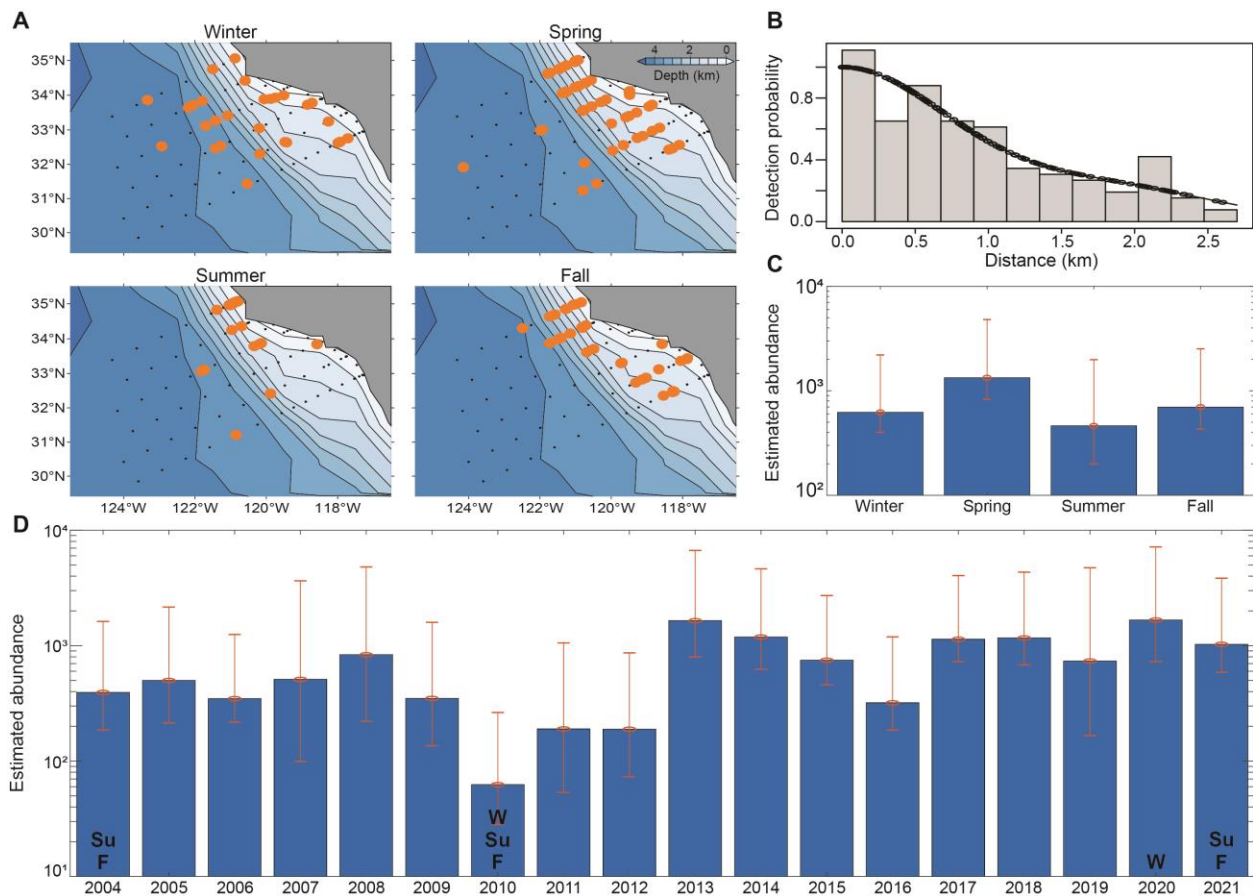 A
Winter
Spring
35°N
34°N
33°N
32°N
31°N
30°N
4 2 0
Depth (km)
Summer
Fall
35°N
34°N
33°N
32°N
31°N
30°N
124°W 122°W 120°W 118°W
124°W 122°W 120°W 118°W
B
Detection probability
0.8
0.4
0.0
0.0 0.5 1.0 1.5 2.0 2.5
Distance (km)
C
Estimated abundance
10⁴
10³
10²
Winter Spring Summer Fall
D
Estimated abundance
10⁴
10³
10²
10¹
Su
F
W
Su
F
W
Su
F
2004 2005 2006 2007 2008 2009 2010 2011 2012 2013 2014 2015 2016 2017 2018 2019 2020 2021